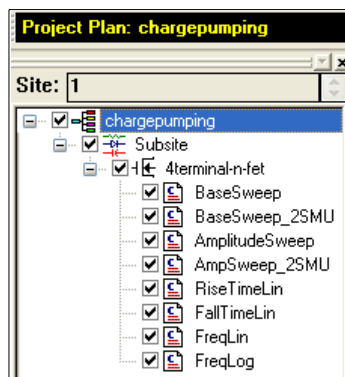 Project Plan: chargepumping
Site: 1
chargepumping
Subsite
4terminal-n-fet
BaseSweep
BaseSweep_2SMU
AmplitudeSweep
AmpSweep_2SMU
RiseTimeLin
FallTimeLin
FreqLin
FreqLog